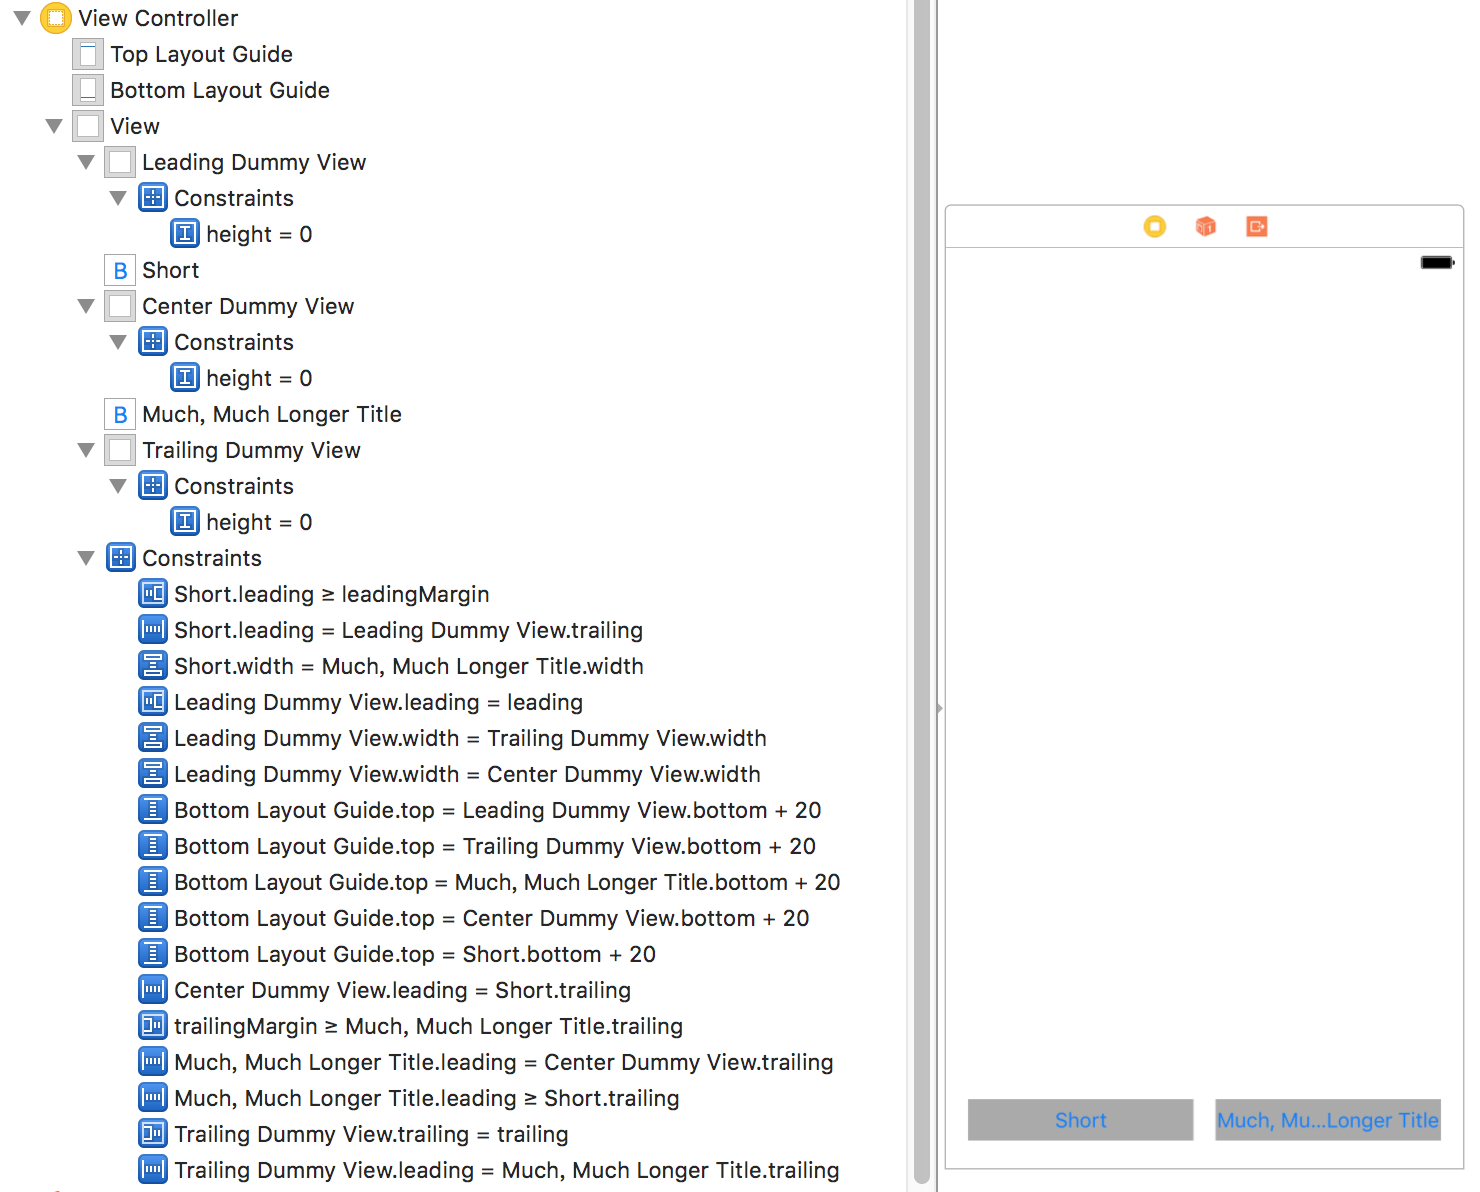 View Controller
Top Layout Guide
Bottom Layout Guide
View
Leading Dummy View
Constraints
height = 0
B Short
Center Dummy View
Constraints
height = 0
B Much, Much Longer Title
Trailing Dummy View
Constraints
height = 0
Constraints
Short.leading ≥ leadingMargin
Short.leading = Leading Dummy View.trailing
Short.width = Much, Much Longer Title.width
Leading Dummy View.leading = leading
Leading Dummy View.width = Trailing Dummy View.width
Leading Dummy View.width = Center Dummy View.width
Bottom Layout Guide.top = Leading Dummy View.bottom + 20
Bottom Layout Guide.top = Trailing Dummy View.bottom + 20
Bottom Layout Guide.top = Much, Much Longer Title.bottom + 20
Bottom Layout Guide.top = Center Dummy View.bottom + 20
Bottom Layout Guide.top = Short.bottom + 20
Center Dummy View.leading = Short.trailing
trailingMargin ≥ Much, Much Longer Title.trailing
Much, Much Longer Title.leading = Center Dummy View.trailing
Much, Much Longer Title.leading ≥ Short.trailing
Trailing Dummy View.trailing = trailing
Trailing Dummy View.leading = Much, Much Longer Title.trailing
1
Short
Much, Mu...Longer Title